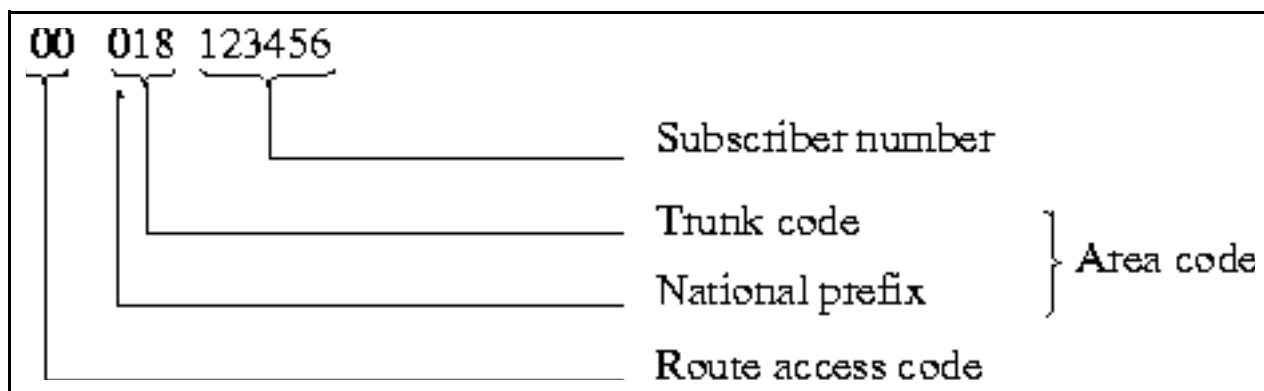 00 018 123456
Subscriber number
Trunk code
National prefix
Area code
Route access code